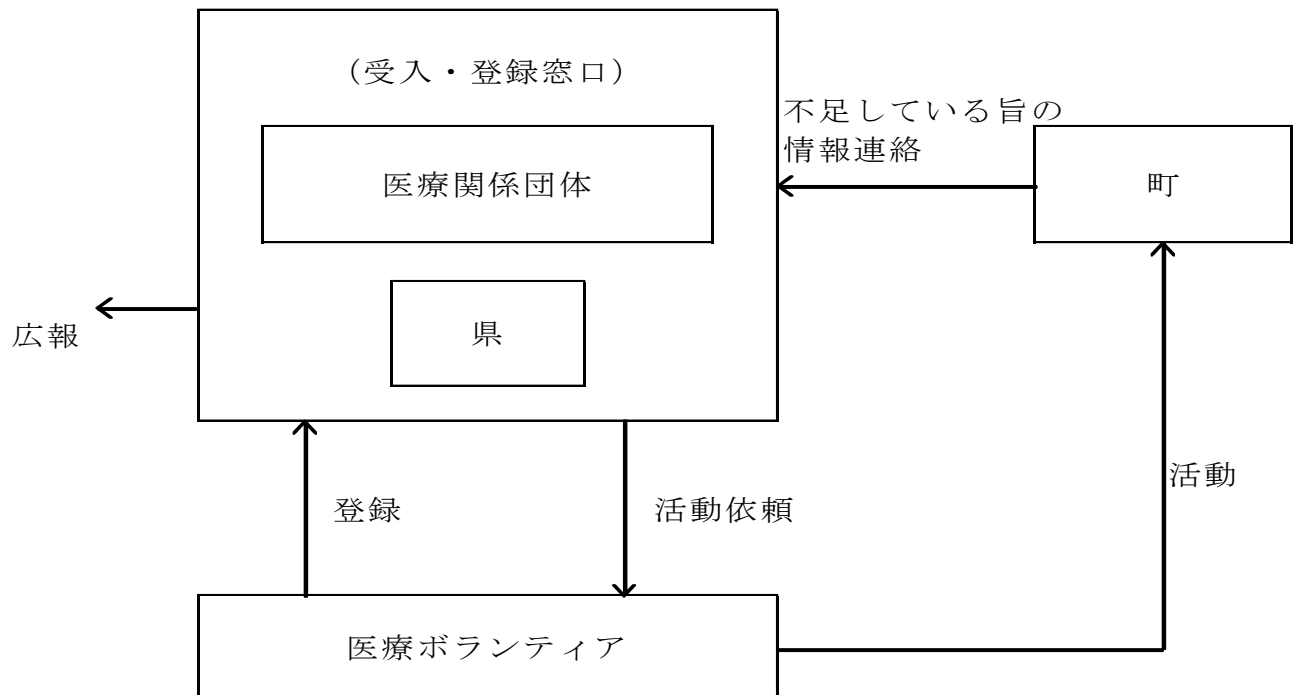 (受入・登録窓口)
不足している旨の
情報連絡
医療関係団体
町
県
広報
活動
登録
活動依頼
医療ボランティア